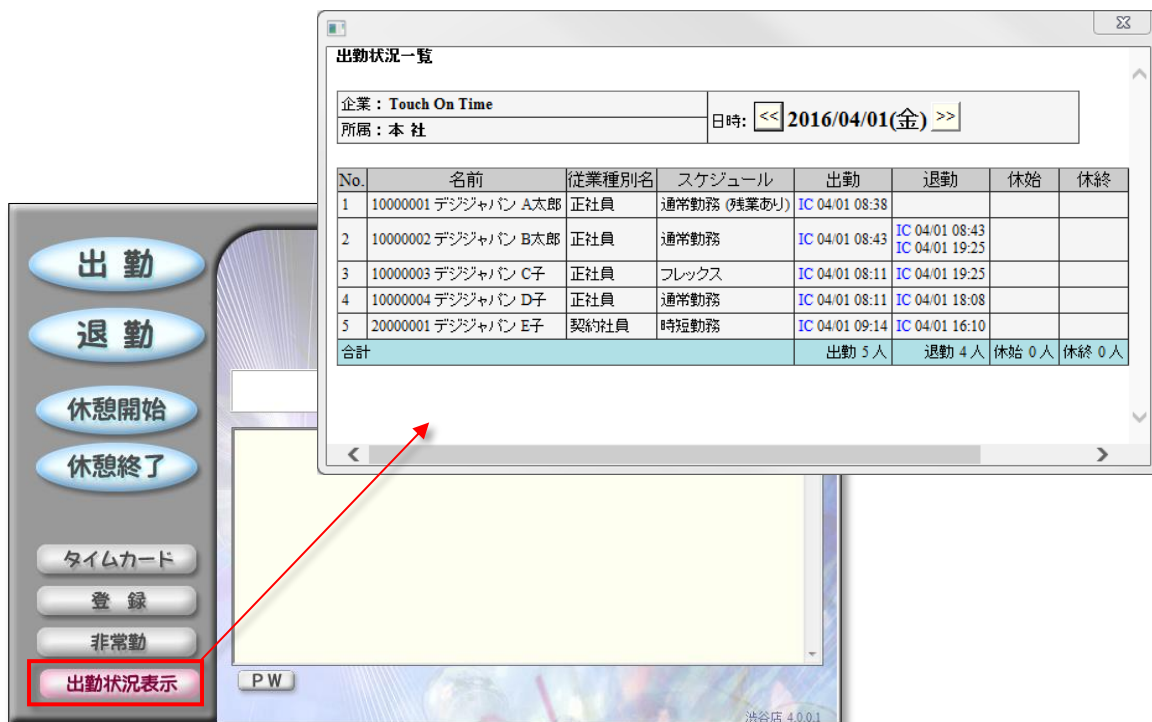 出勤状況一覧
企業：Touch On Time
所属：本 社
日時: << 2016/04/01(金) >>
No. 名前 従業種別名 スケジュール 出勤 退勤 休始 休終
1 10000001 デジジャパン A太郎 正社員 通常勤務 (残業あり) IC 04/01 08:38
2 10000002 デジジャパン B太郎 正社員 通常勤務 IC 04/01 08:43 IC 04/01 08:43
IC 04/01 19:25
3 10000003 デジジャパン C子 正社員 フレックス IC 04/01 08:11 IC 04/01 19:25
4 10000004 デジジャパン D子 正社員 通常勤務 IC 04/01 08:11 IC 04/01 18:08
5 20000001 デジジャパン E子 契約社員 時短勤務 IC 04/01 09:14 IC 04/01 16:10
合計 出勤 5人 退勤 4人 休始 0人 休終 0人
出 勤
退 勤
休憩開始
休憩終了
タイムカード
登 録
非常勤
出勤状況表示
PW
渋谷店 4.0.0.1